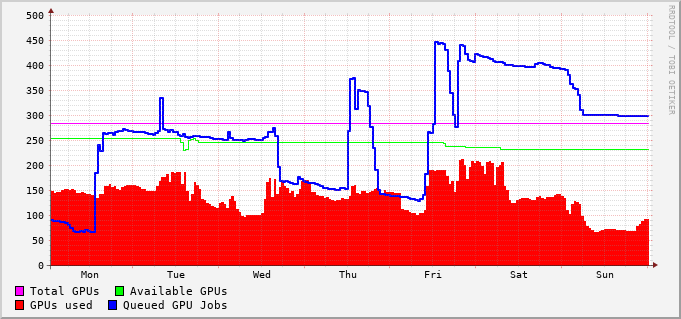 500
450
400
350
300
250
200
150
100
50
0
Mon Tue Wed Thu Fri Sat Sun
Total GPUs Available GPUs
GPUs used Queued GPU Jobs
RRDTOOL / TOBI OETIKER